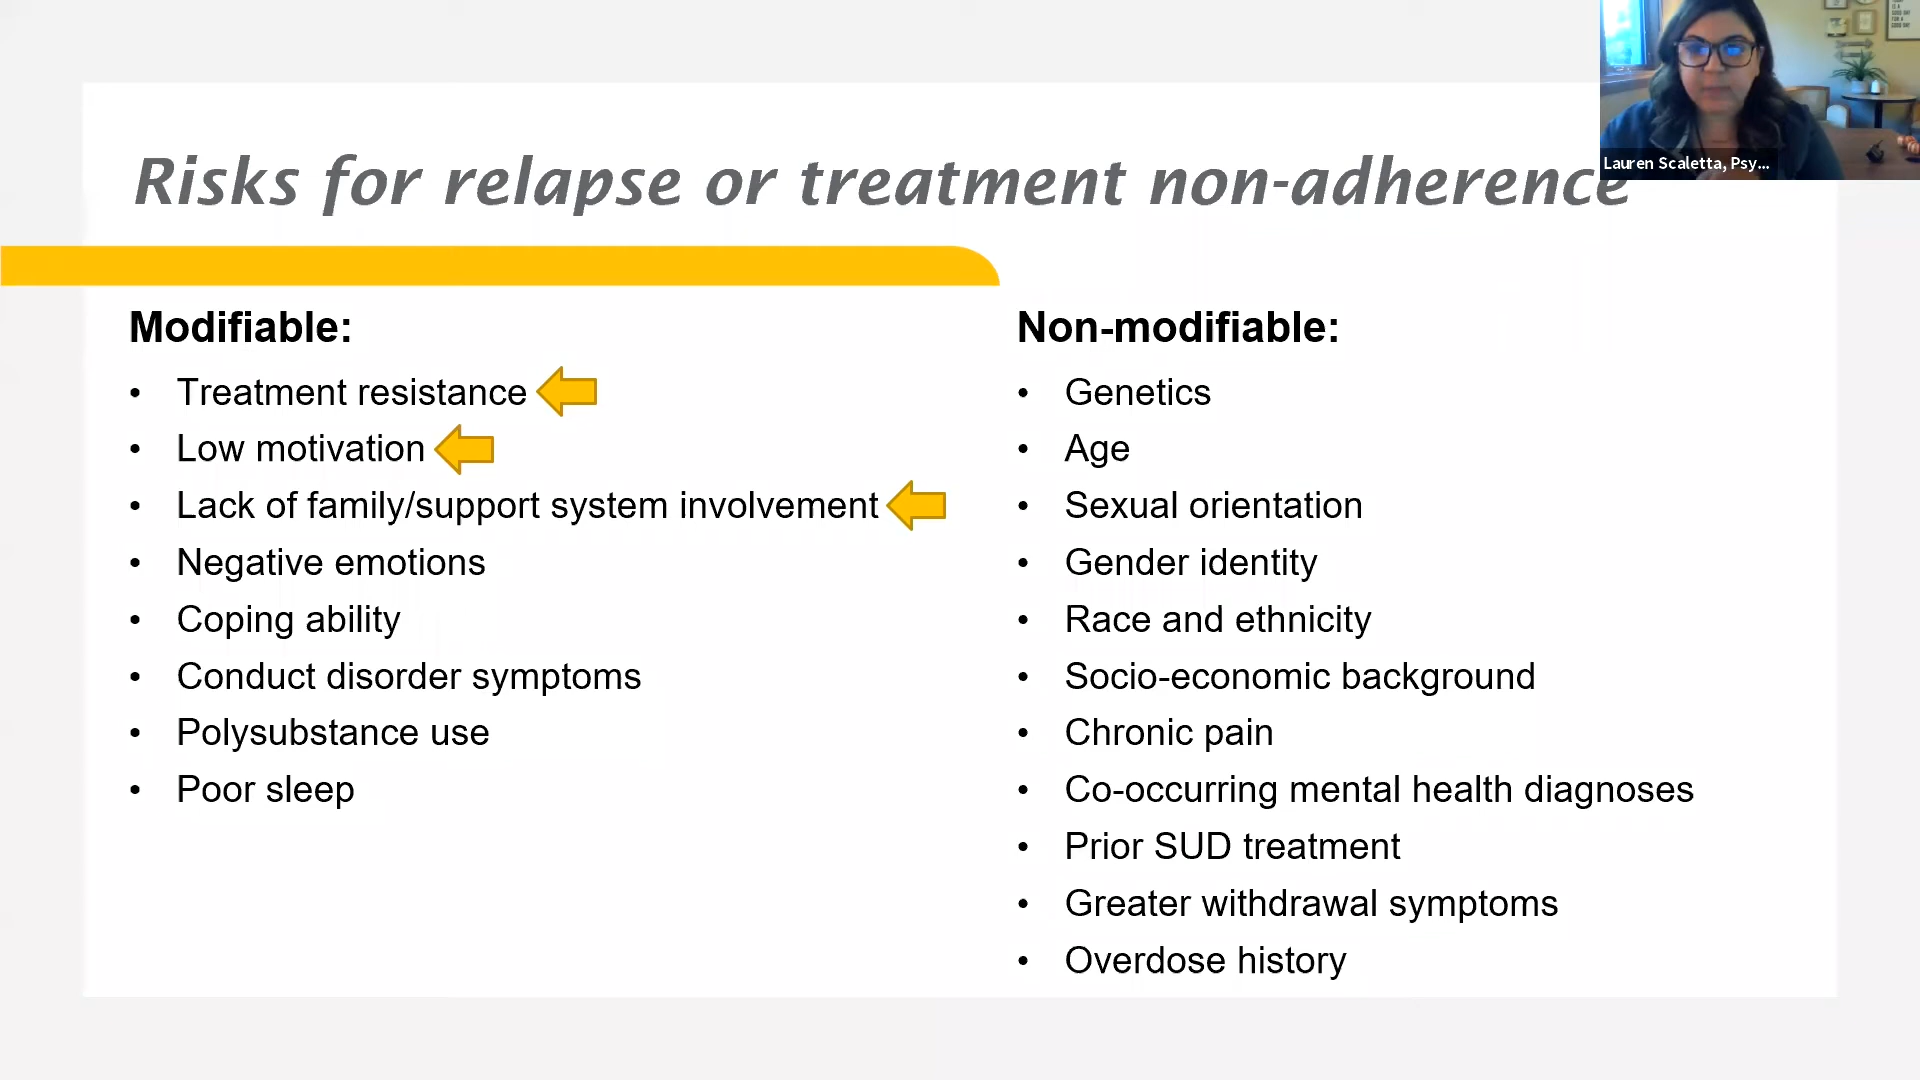 Risks for relapse or treatment non-adherence
Lauren Scaletta, Psy...
Modifiable:
• Treatment resistance
• Low motivation
• Lack of family/support system involvement
• Negative emotions
• Coping ability
• Conduct disorder symptoms
• Polysubstance use
• Poor sleep
Non-modifiable:
• Genetics
• Age
• Sexual orientation
• Gender identity
• Race and ethnicity
• Socio-economic background
• Chronic pain
• Co-occurring mental health diagnoses
• Prior SUD treatment
• Greater withdrawal symptoms
• Overdose history